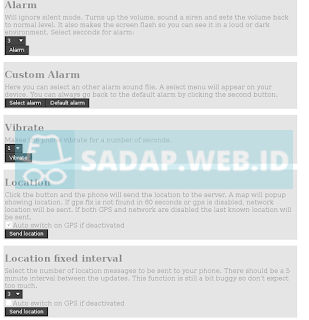 Alarm
Will ignore silent mode. Turns up the volume, sound a siren and sets the volume back
to normal level. It also makes the screen flash so you can see it in a loud or dark
environment. Select seconds for alarm:
3
Alarm
Custom Alarm
Here you can select an other alarm sound file. A select menu will appear on your
device. You can always go back to the default alarm by clicking the second button.
Select alarm Default alarm
Vibrate
Makes the phone vibrate for a number of seconds.
1
Vibrate
SADAP.WEB.ID
Location
Click the button and the phone will send the location to the server. A map will popup
showing location. If gps fix is not found in 60 seconds or gps is disabled, network
location will be sent. If both GPS and network are disabled the last known location will
be sent.
Auto switch on GPS if deactivated
Send location
Location fixed interval
Select the number of location messages to be sent to your phone. There should be a 5
minute interval between the updates. This function is still a bit buggy so don't expect
too much.
3
Auto switch on GPS if deactivated
Send location